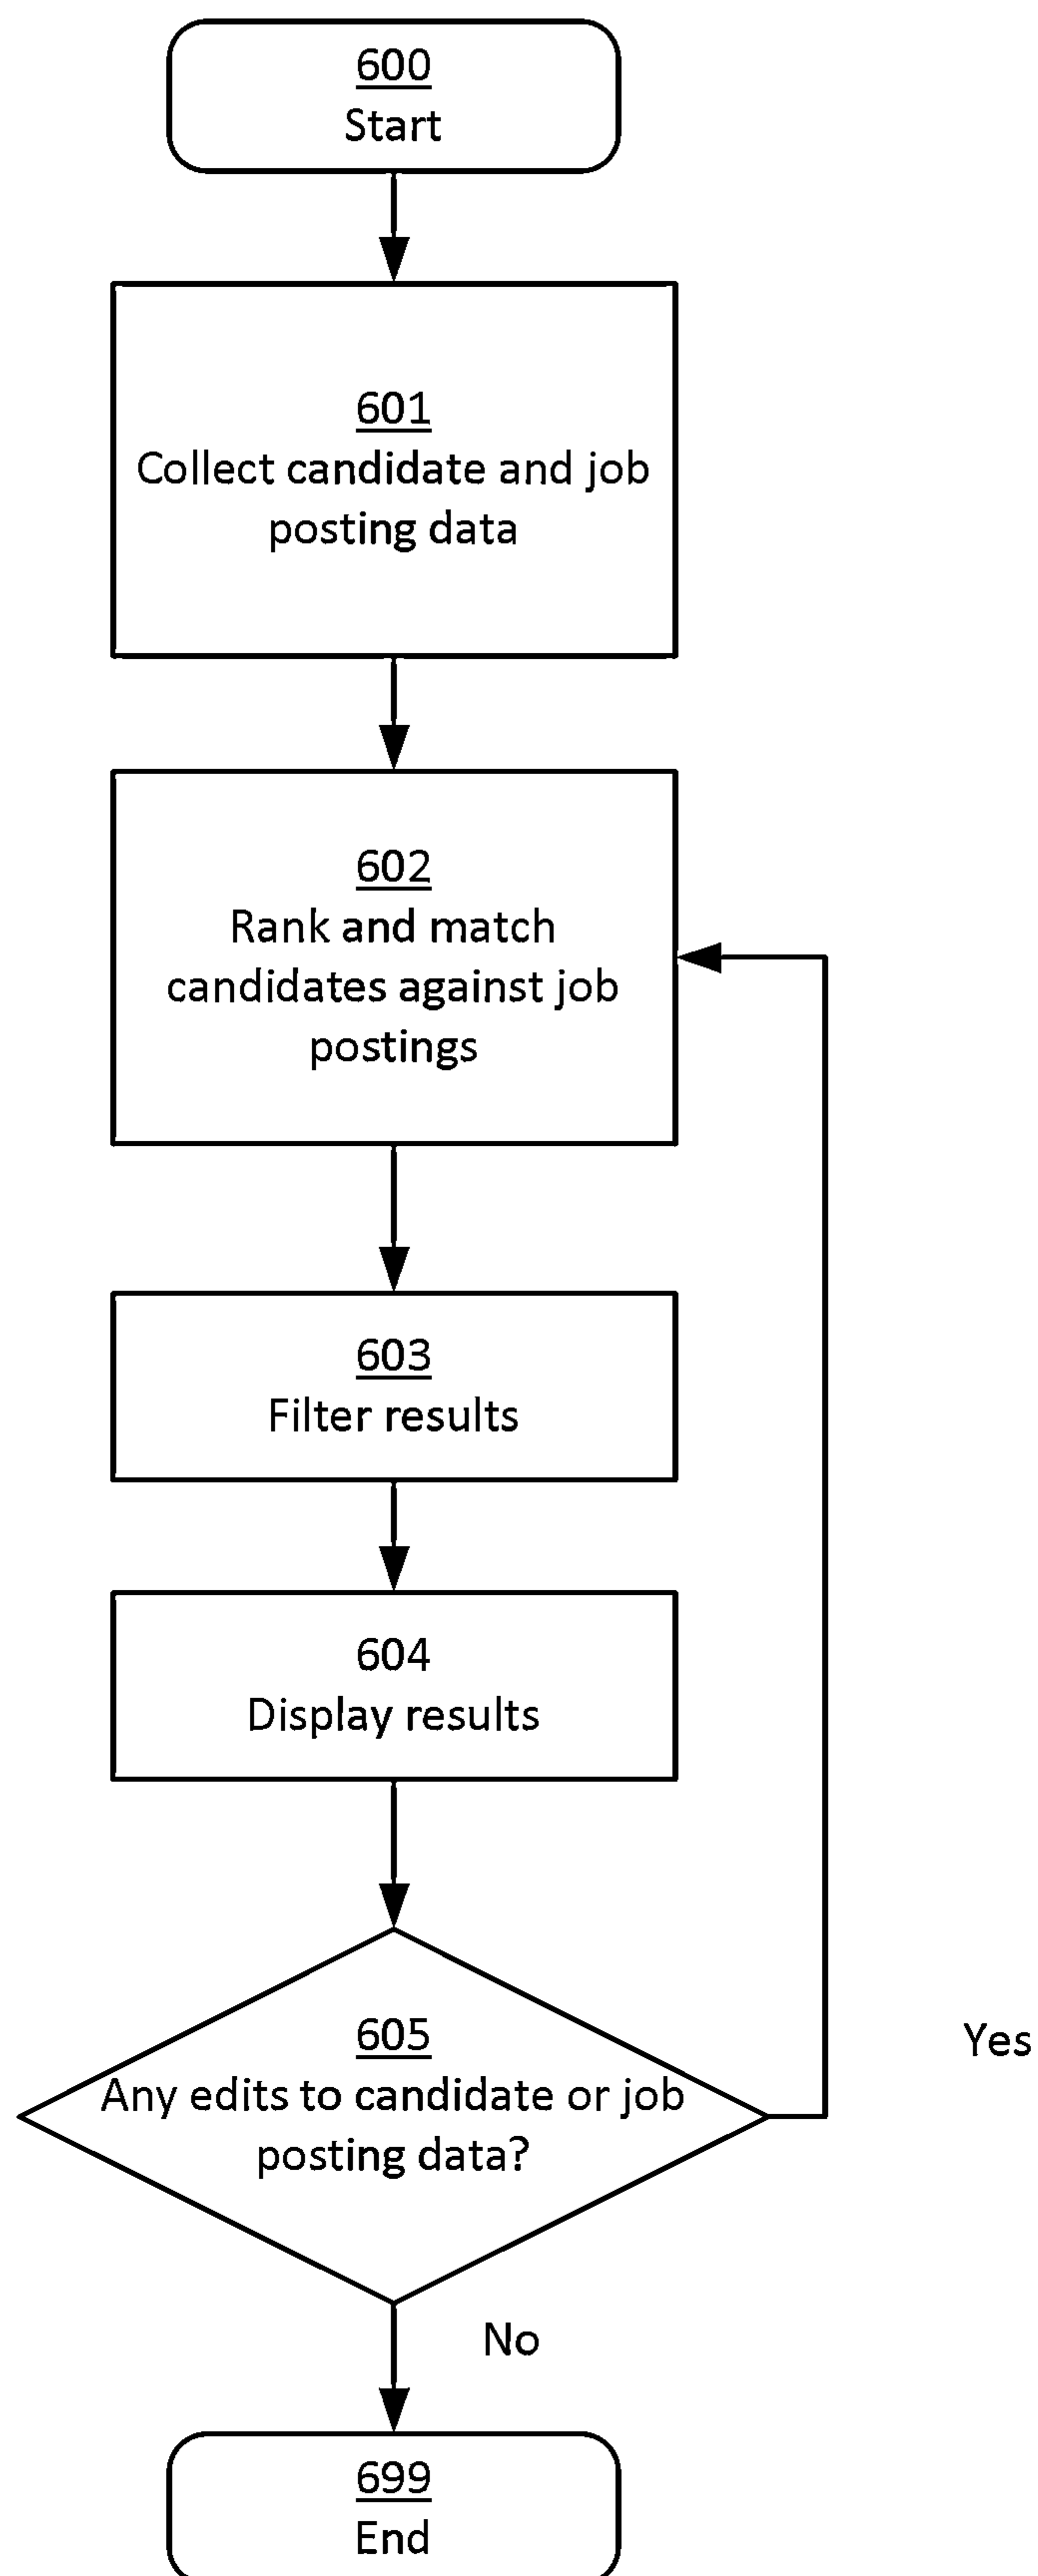 600
Start
601
Collect candidate and job
posting data
602
Rank and match
candidates against job
postings
603
Filter results
604
Display results
605
Any edits to candidate or job
posting data?
Yes
No
699
End